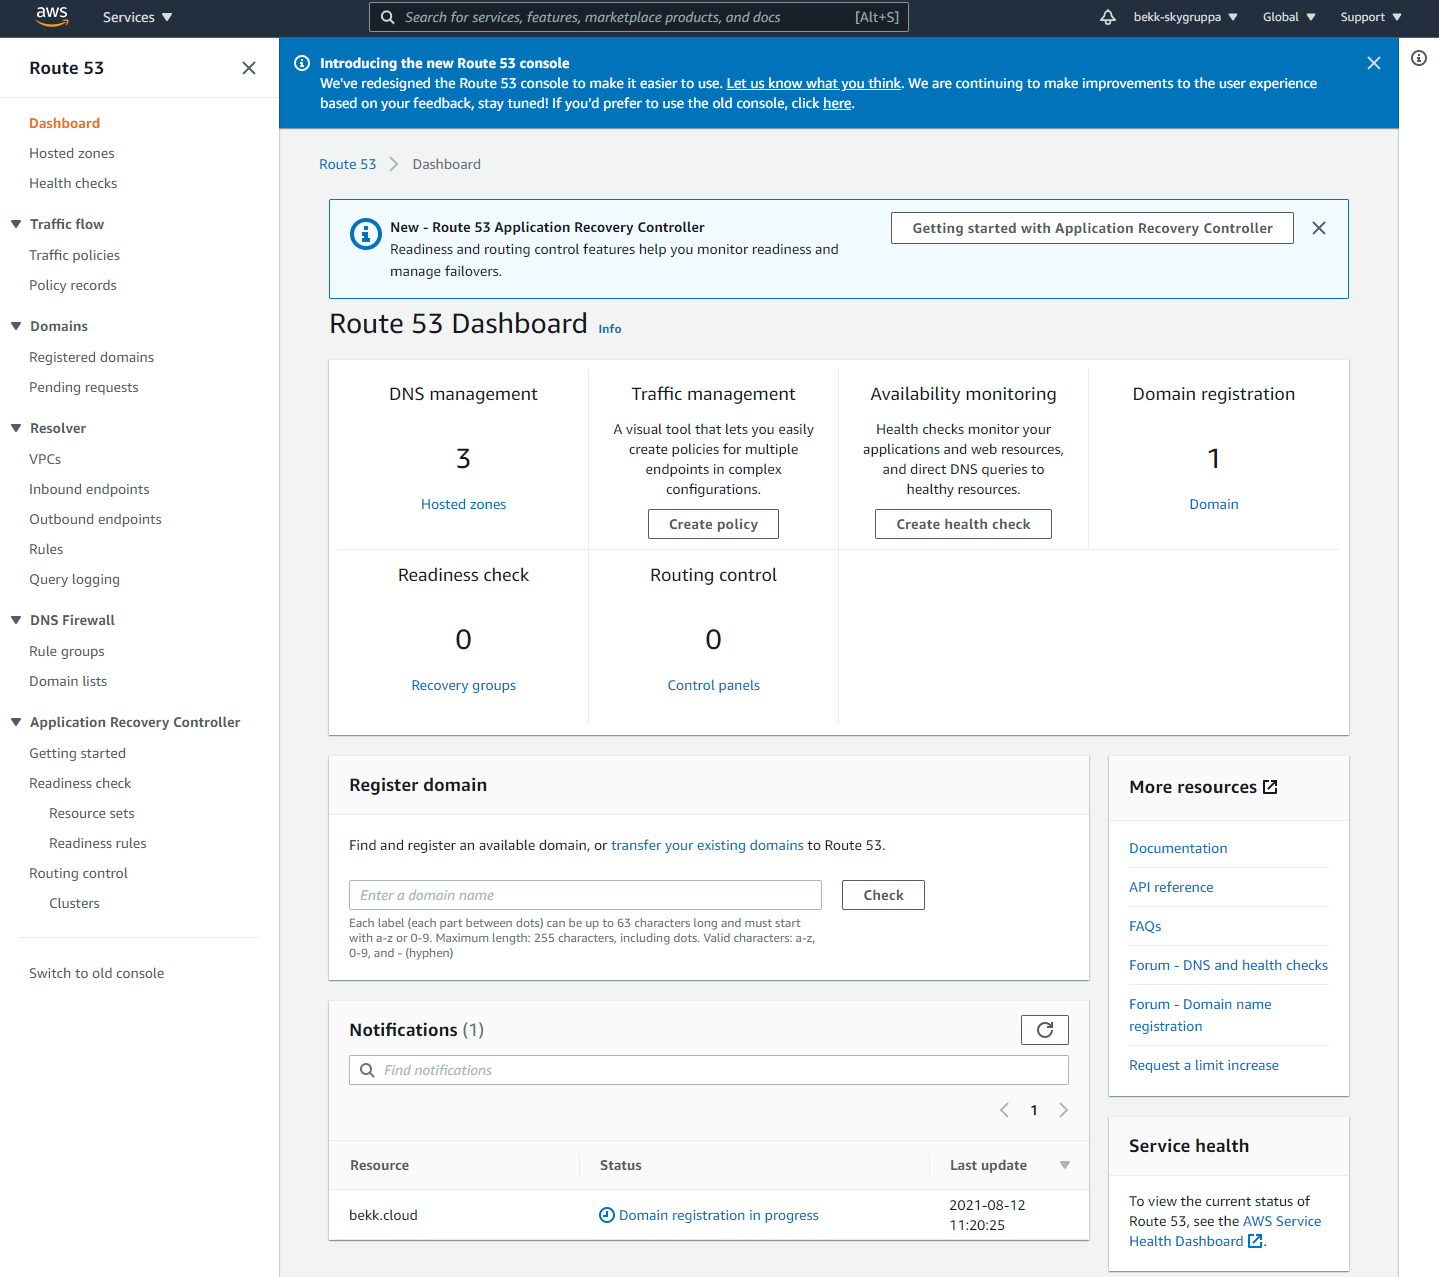 aws
Services
Search for services, features, marketplace products, and docs
[Alt+S]
bekk-skygruppa
Global
Support
Route 53
Dashboard
Hosted zones
Health checks
Traffic flow
Traffic policies
Policy records
Domains
Registered domains
Pending requests
Resolver
VPCs
Inbound endpoints
Outbound endpoints
Rules
Query logging
DNS Firewall
Rule groups
Domain lists
Application Recovery Controller
Getting started
Readiness check
Resource sets
Readiness rules
Routing control
Clusters
Switch to old console
Introducing the new Route 53 console
We've redesigned the Route 53 console to make it easier to use. Let us know what you think. We are continuing to make improvements to the user experience
based on your feedback, stay tuned! If you'd prefer to use the old console, click here.
Route 53
Dashboard
New - Route 53 Application Recovery Controller
Readiness and routing control features help you monitor readiness and
manage failovers.
Getting started with Application Recovery Controller
Route 53 Dashboard
Info
DNS management
3
Hosted zones
Traffic management
A visual tool that lets you easily
create policies for multiple
endpoints in complex
configurations.
Create policy
Availability monitoring
Health checks monitor your
applications and web resources,
and direct DNS queries to
healthy resources.
Create health check
Domain registration
1
Domain
Readiness check
0
Recovery groups
Routing control
0
Control panels
Register domain
Find and register an available domain, or transfer your existing domains to Route 53.
Enter a domain name
Check
Each label (each part between dots) can be up to 63 characters long and must start
with a-z or 0-9. Maximum length: 255 characters, including dots. Valid characters: a-z,
0-9, and - (hyphen)
Notifications (1)
Find notifications
1
Resource
Status
Last update
bekk.cloud
Domain registration in progress
2021-08-12
11:20:25
More resources
Documentation
API reference
FAQs
Forum - DNS and health checks
Forum - Domain name
registration
Request a limit increase
Service health
To view the current status of
Route 53, see the AWS Service
Health Dashboard.